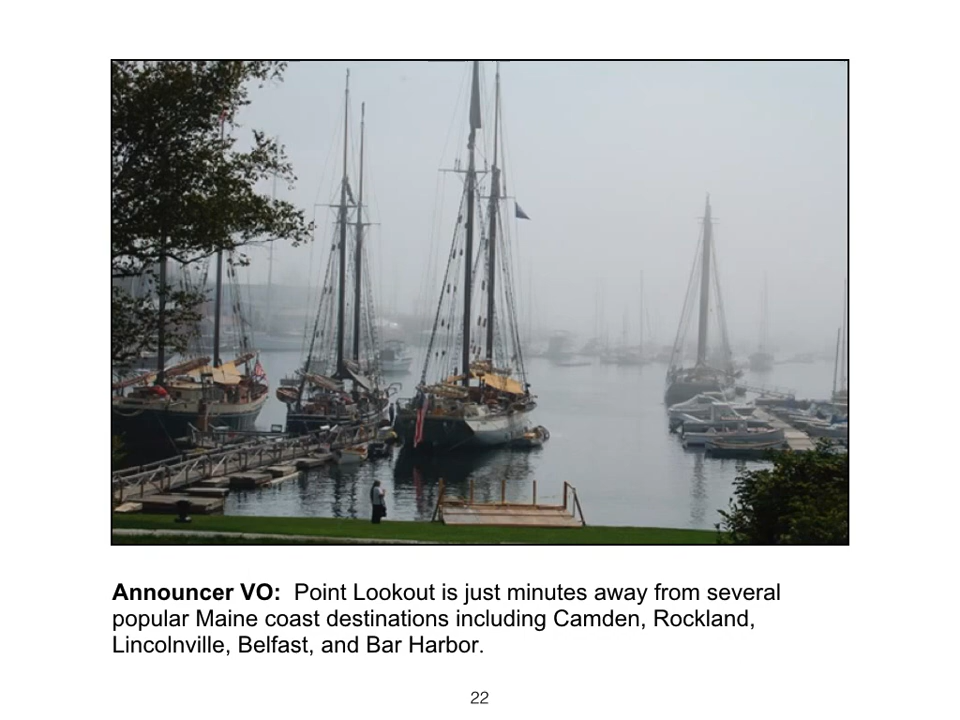 Announcer VO:  Point Lookout is just minutes away from several
popular Maine coast destinations including Camden, Rockland,
Lincolnville, Belfast, and Bar Harbor.
22